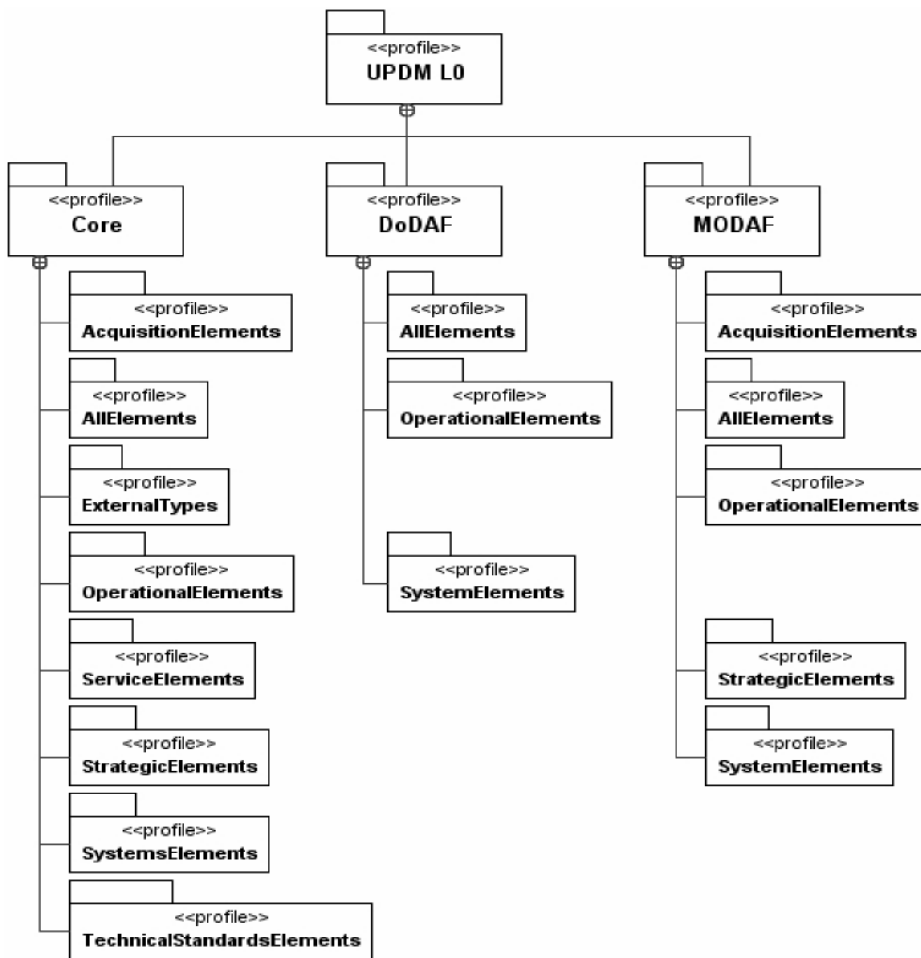 <<profile>>
UPDM L0
<<profile>>
Core
<<profile>>
AcquisitionElements
<<profile>>
AllElements
<<profile>>
ExternalTypes
<<profile>>
OperationalElements
<<profile>>
ServiceElements
<<profile>>
StrategicElements
<<profile>>
SystemsElements
<<profile>>
TechnicalStandardsElements
<<profile>>
DoDAF
<<profile>>
AllElements
<<profile>>
OperationalElements
<<profile>>
SystemElements
<<profile>>
MODAF
<<profile>>
AcquisitionElements
<<profile>>
AllElements
<<profile>>
OperationalElements
<<profile>>
StrategicElements
<<profile>>
SystemElements